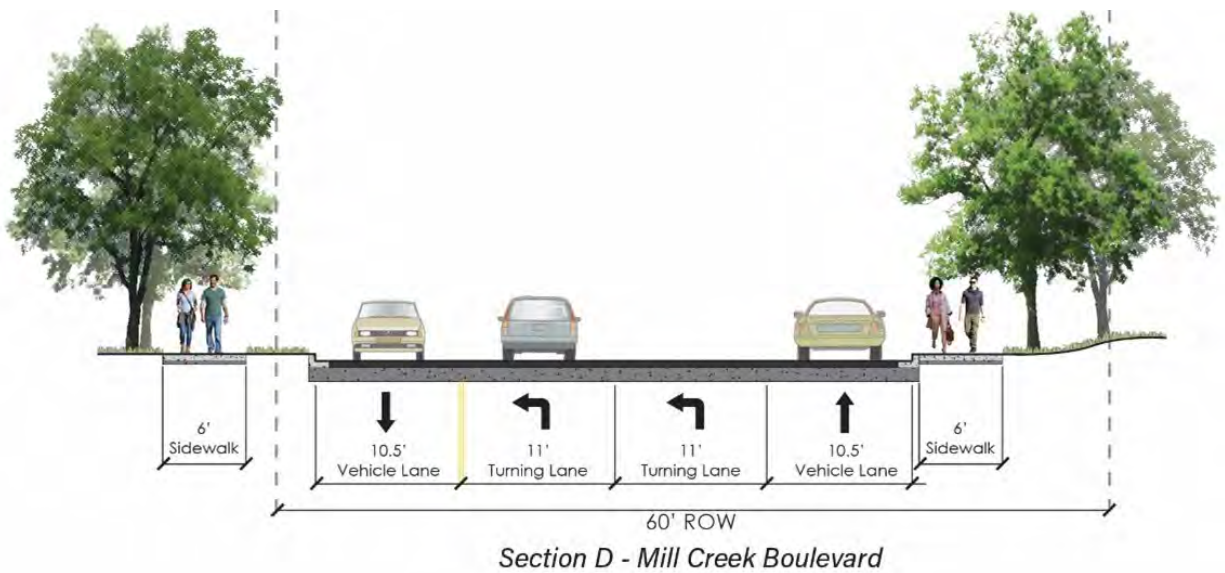 6'
Sidewalk
10.5'
Vehicle Lane
11'
Turning Lane
11'
Turning Lane
10.5'
Vehicle Lane
6'
Sidewalk
60' ROW
Section D - Mill Creek Boulevard